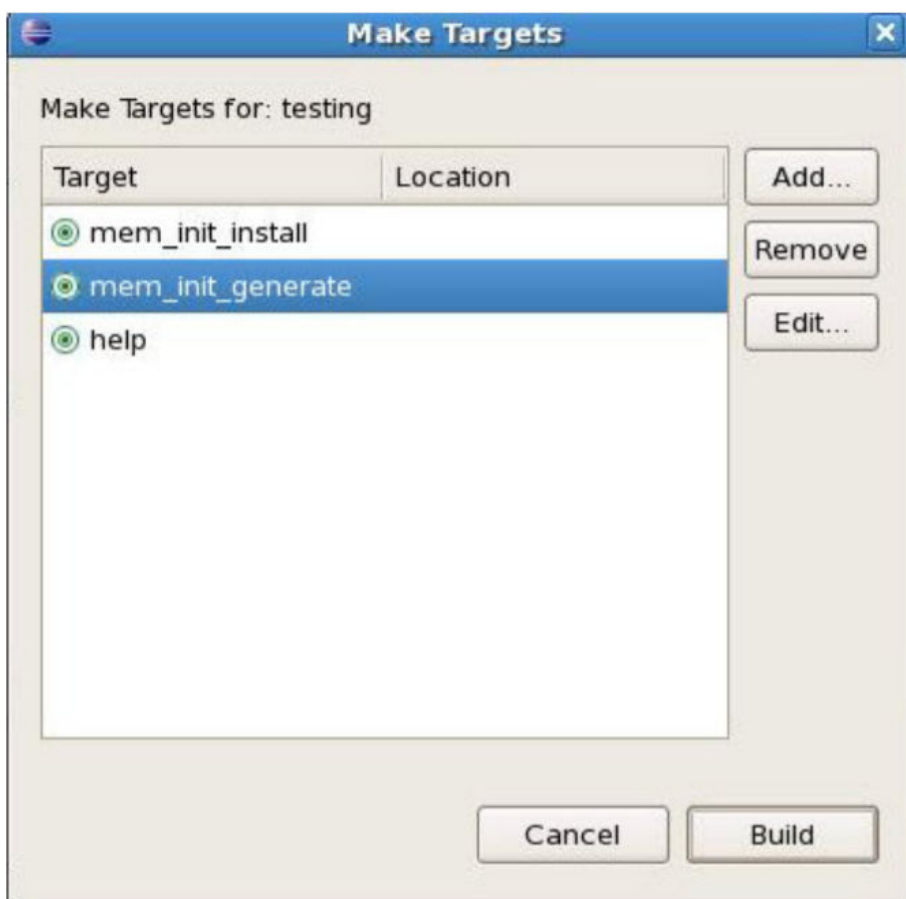 Make Targets
Make Targets for: testing
Target Location
Add...
mem_init_install
Remove
mem_init_generate
Edit...
help
Cancel Build